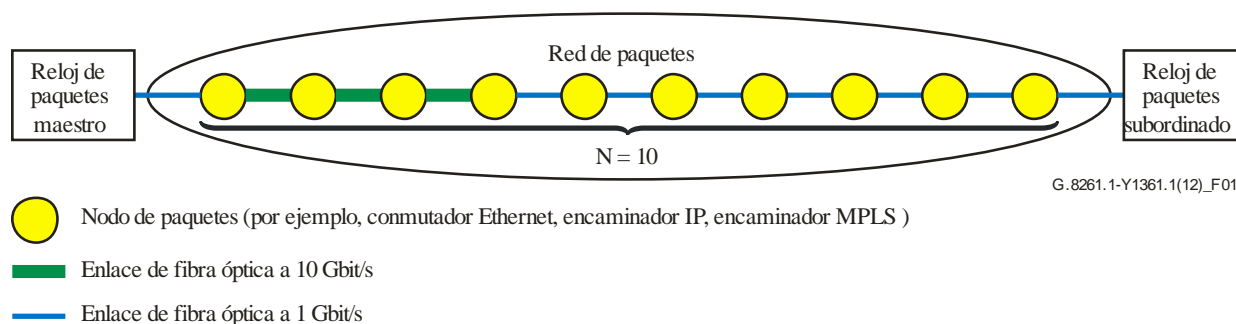 Reloj de
paquetes
maestro
Red de paquetes
Reloj de
paquetes
subordinado
N = 10
G.8261.1-Y1361.1(12)_F01
Nodo de paquetes (por ejemplo, conmutador Ethernet, encaminador IP, encaminador MPLS )
Enlace de fibra óptica a 10 Gbit/s
Enlace de fibra óptica a 1 Gbit/s